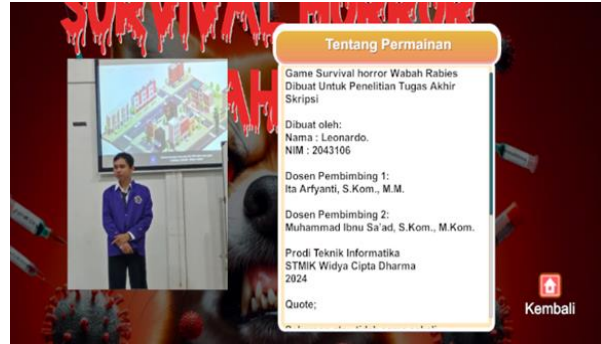 SURVIVAL HORROR
Tentang Permainan
Game Survival horror Wabah Rabies
Dibuat Untuk Penelitian Tugas Akhir
Skripsi
Dibuat oleh:
Nama : Leonardo.
NIM : 2043106
Dosen Pembimbing 1:
Ita Arfyanti, S.Kom., M.M.
Dosen Pembimbing 2:
Muhammad Ibnu Sa'ad, S.Kom., M.Kom.
Prodi Teknik Informatika
STMIK Widya Cipta Dharma
2024
Quote;
Kembali